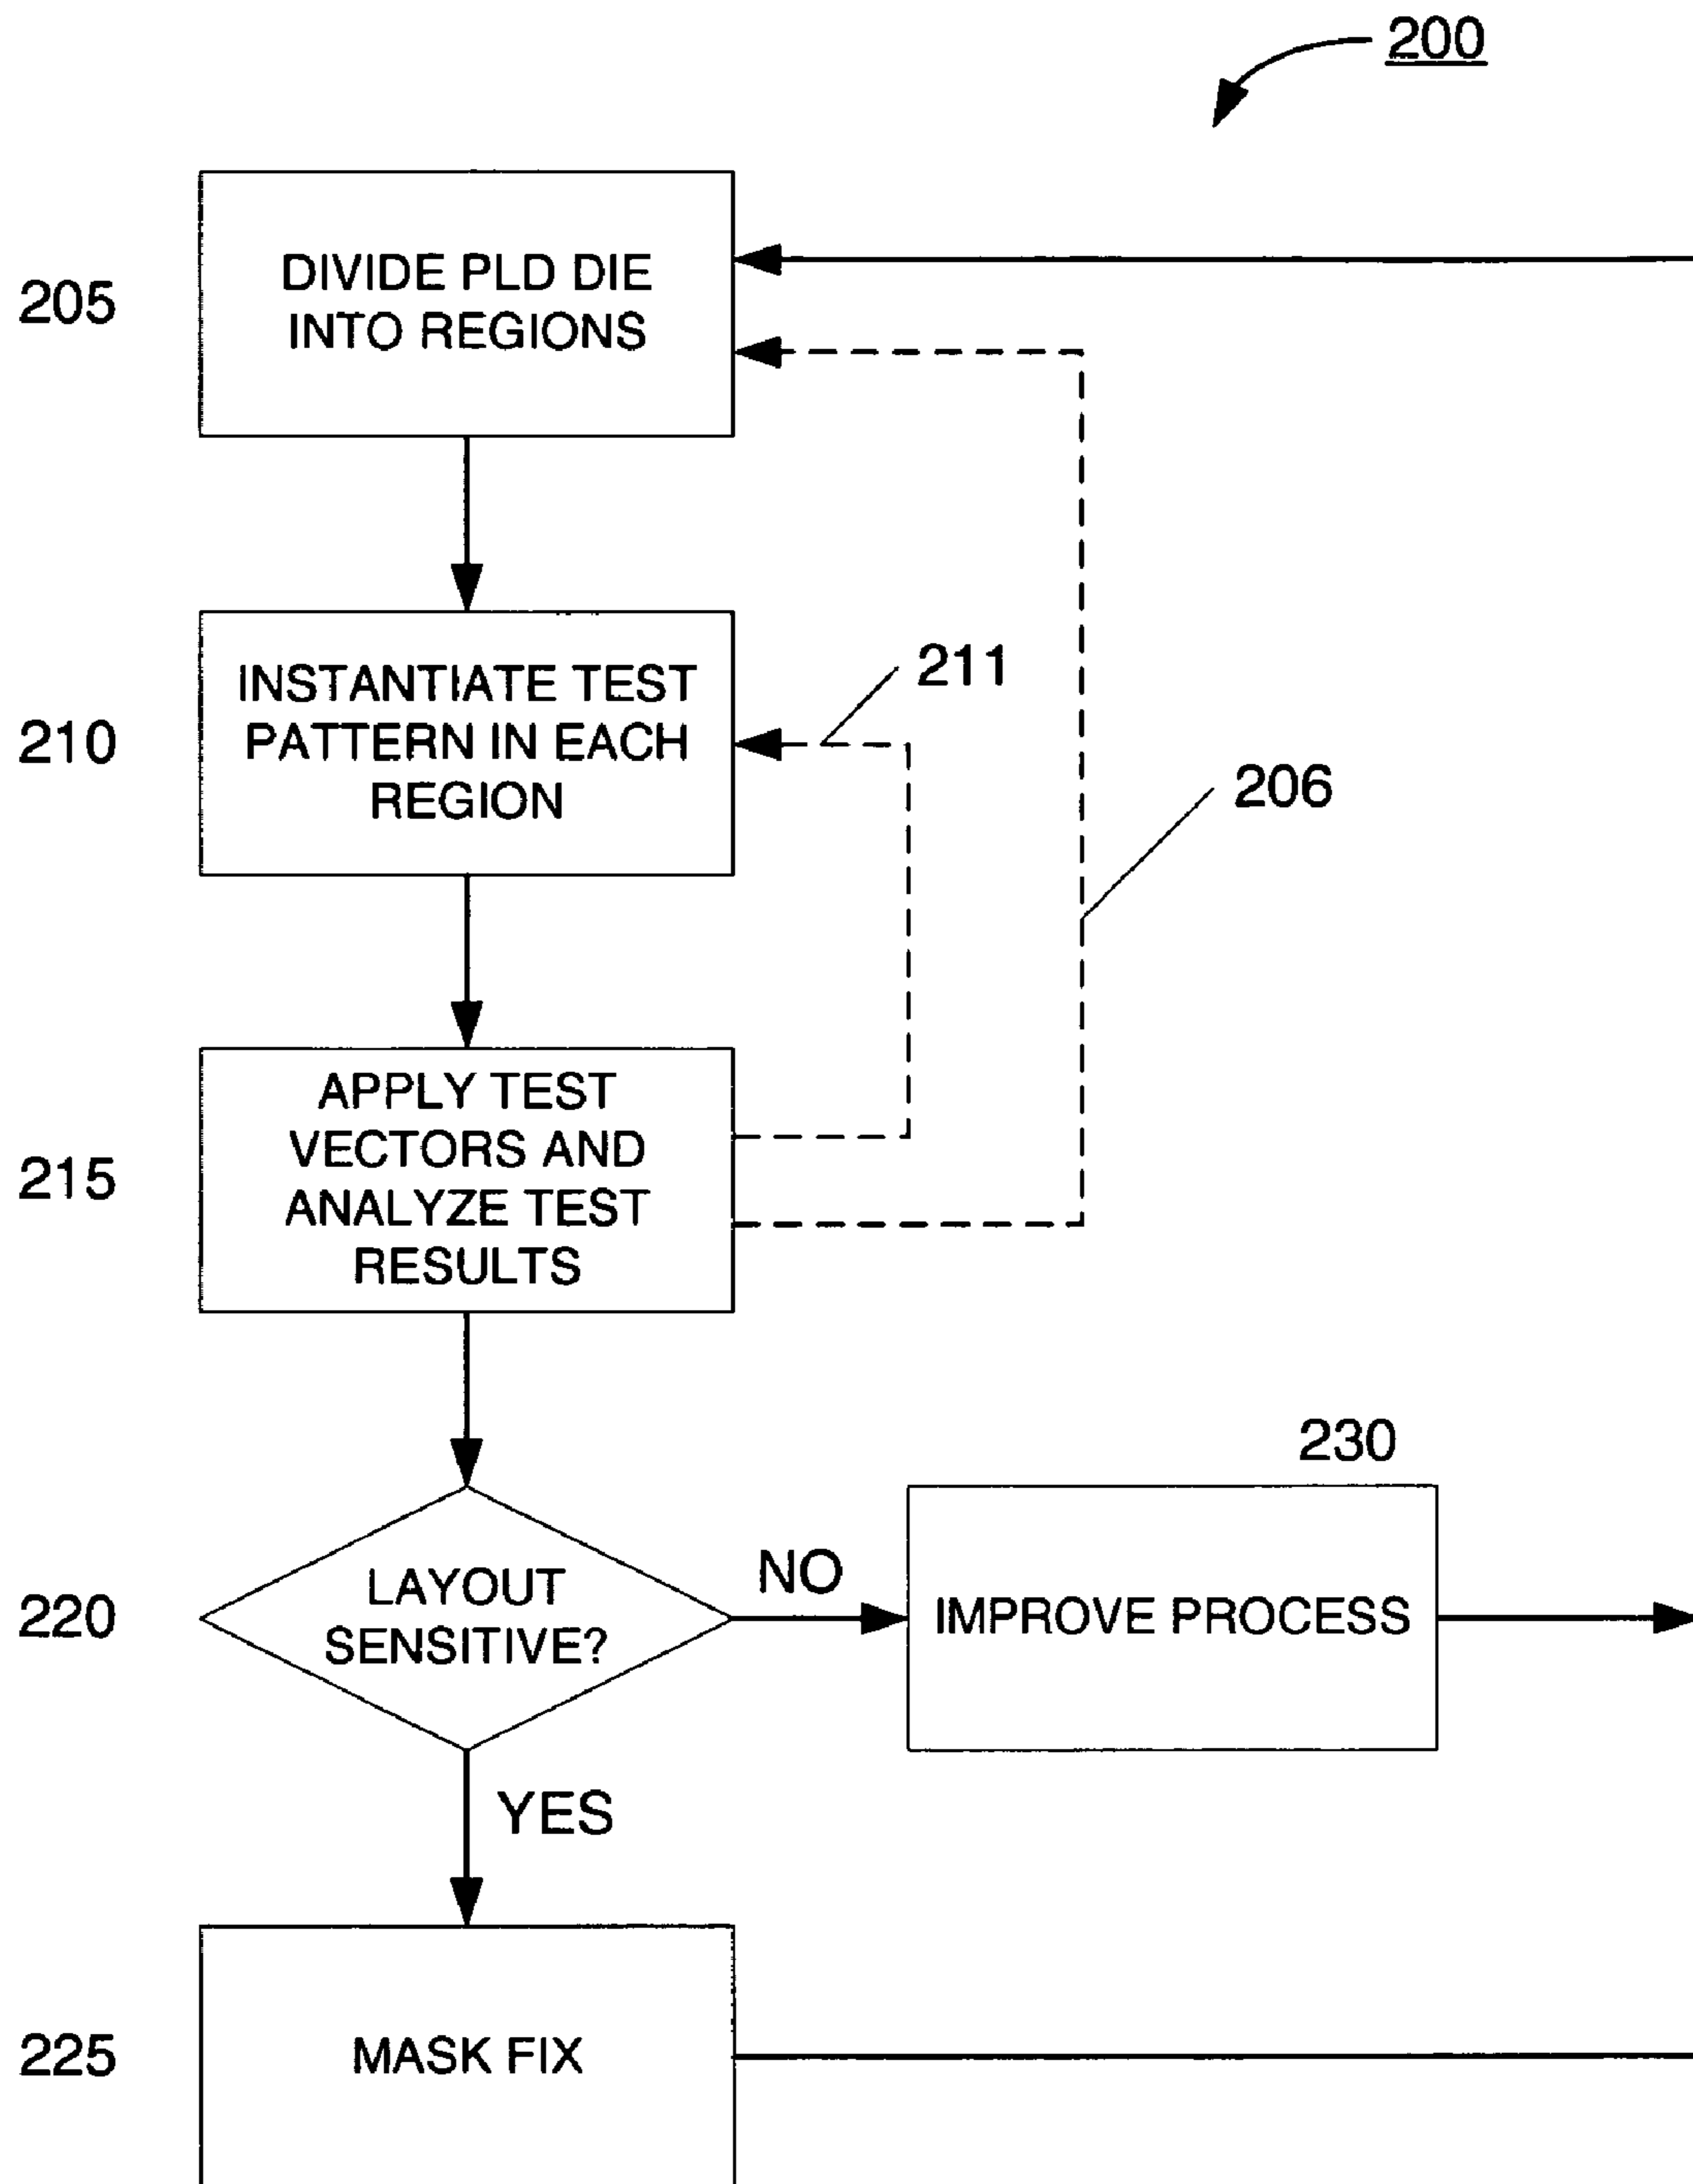 200
205
DIVIDE PLD DIE
INTO REGIONS
210
INSTANTIATE TEST
PATTERN IN EACH
REGION
211
206
215
APPLY TEST
VECTORS AND
ANALYZE TEST
RESULTS
220
LAYOUT
SENSITIVE?
NO
230
IMPROVE PROCESS
YES
225
MASK FIX